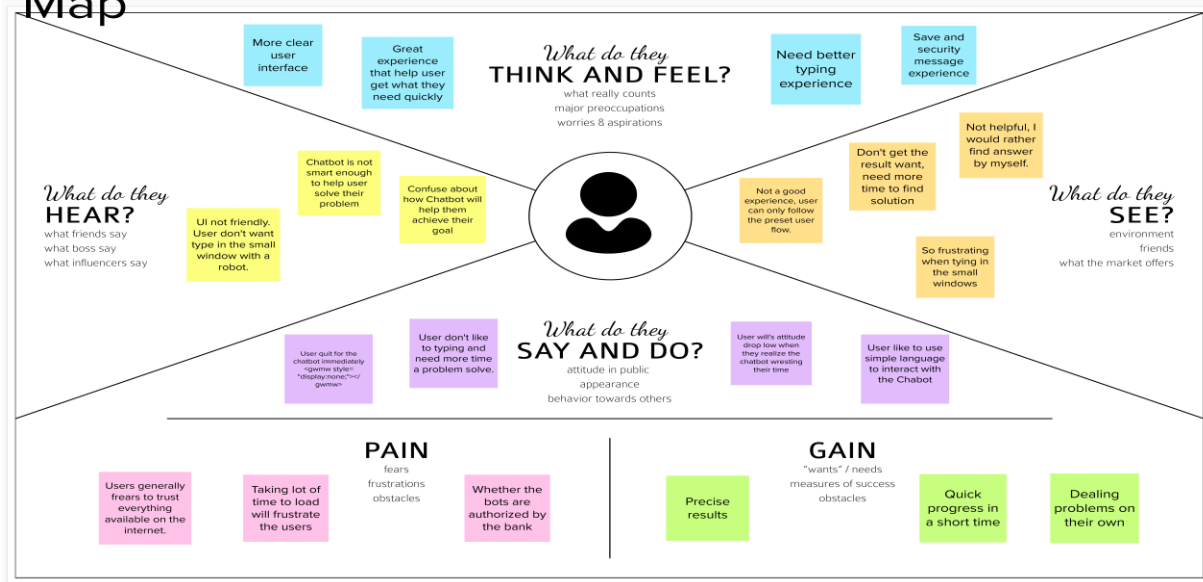 Map
More clear
user
interface
Great
experience
that help user
get what they
need quickly
What do they
THINK AND FEEL?
what really counts
major preoccupations
worries & aspirations
Need better
typing
experience
Save and
security
message
experience
What do they
HEAR?
what friends say
what boss say
what influencers say
UI not friendly.
User don't want
type in the small
window with a
robot.
Chatbot is not
smart enough
to help user
solve their
problem
Confuse about
how Chatbot will
help them
achieve their
goal
Not a good
experience, user
can only follow
the preset user
flow.
Don't get the
result want,
need more
time to find
solution
Not helpful, I
would rather
find answer
by myself.
So frustrating
when tying in
the small
windows
What do they
SEE?
environment
friends
what the market offers
User quit for the
chatbot immediately
<gwmw style=
"display:none;"></
gwmw>
User don't like
to typing and
need more time
a problem solve.
What do they
SAY AND DO?
attitude in public
appearance
behavior towards others
User will's attitude
drop low when
they realize the
chatbot wresting
their time
User like to use
simple language
to interact with
the Chabot
PAIN
fears
frustrations
obstacles
Users generally
frears to trust
everything
available on the
internet.
Taking lot of
time to load
will frustrate
the users
Whether the
bots are
authorized by
the bank
GAIN
"wants" / needs
measures of success
obstacles
Precise
results
Quick
progress in
a short time
Dealing
problems on
their own